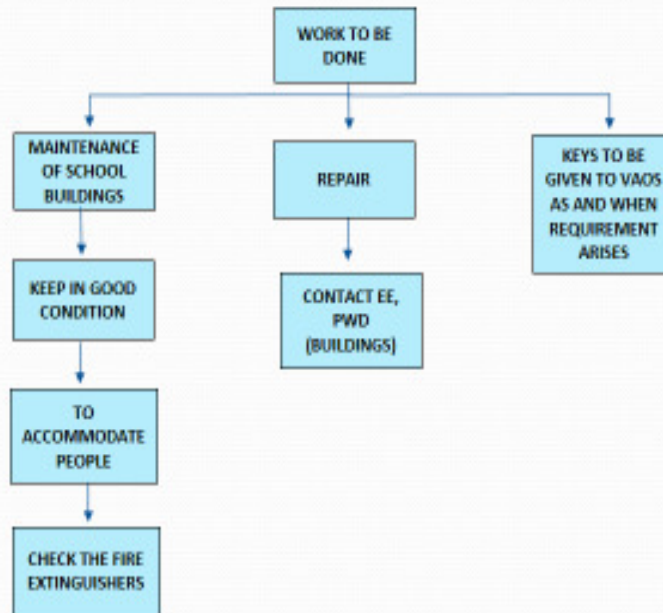 WORK TO BE
DONE
MAINTENANCE
OF SCHOOL
BUILDINGS
KEEP IN GOOD
CONDITION
TO
ACCOMMODATE
PEOPLE
CHECK THE FIRE
EXTINGUISHERS
REPAIR
CONTACT EE,
PWD
(BUILDINGS)
KEYS TO BE
GIVEN TO VAOS
AS AND WHEN
REQUIREMENT
ARISES